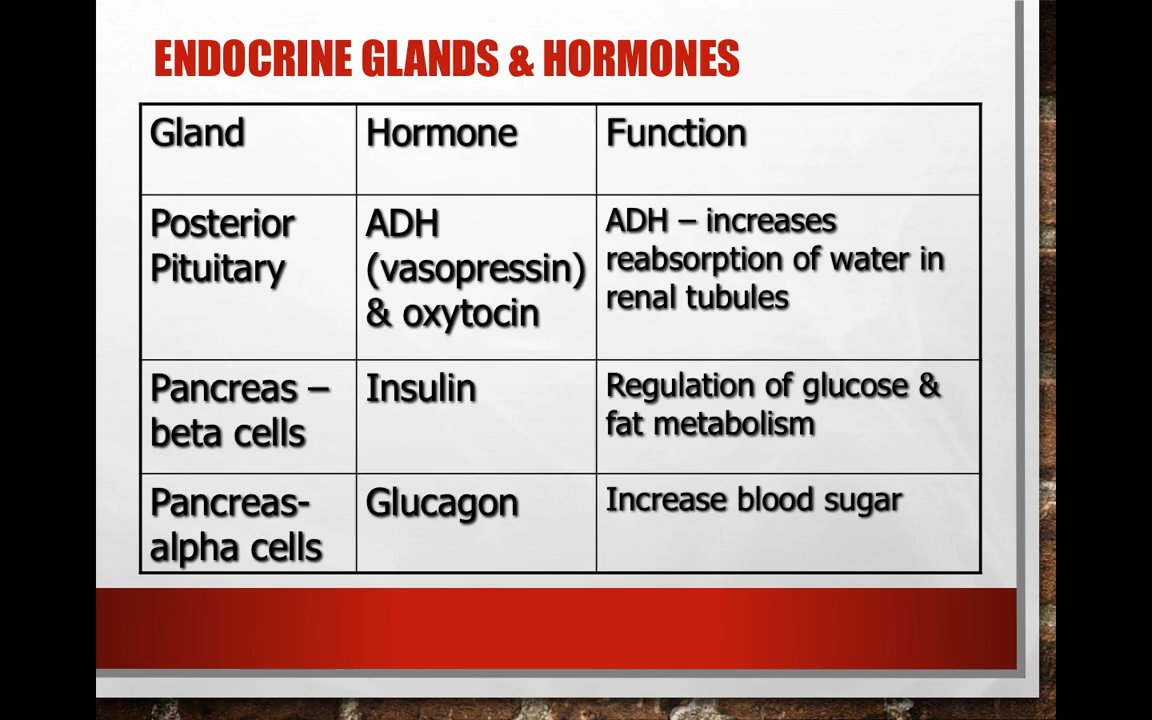 ENDOCRINE GLANDS & HORMONES
Gland
Hormone
Function
Posterior
Pituitary
ADH
(vasopressin)
& oxytocin
ADH – increases
reabsorption of water in
renal tubules
Pancreas –
beta cells
Insulin
Regulation of glucose &
fat metabolism
Pancreas-
alpha cells
Glucagon
Increase blood sugar